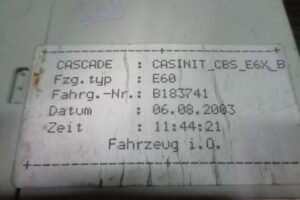 CASCADE : CASINIT_CBS_E6X_B
Fzg.typ : E60
Fahrg.-Nr.: B183741
Datum : 06.08.2003
Zeit : 11:44:21
Fahrzeug i.O.